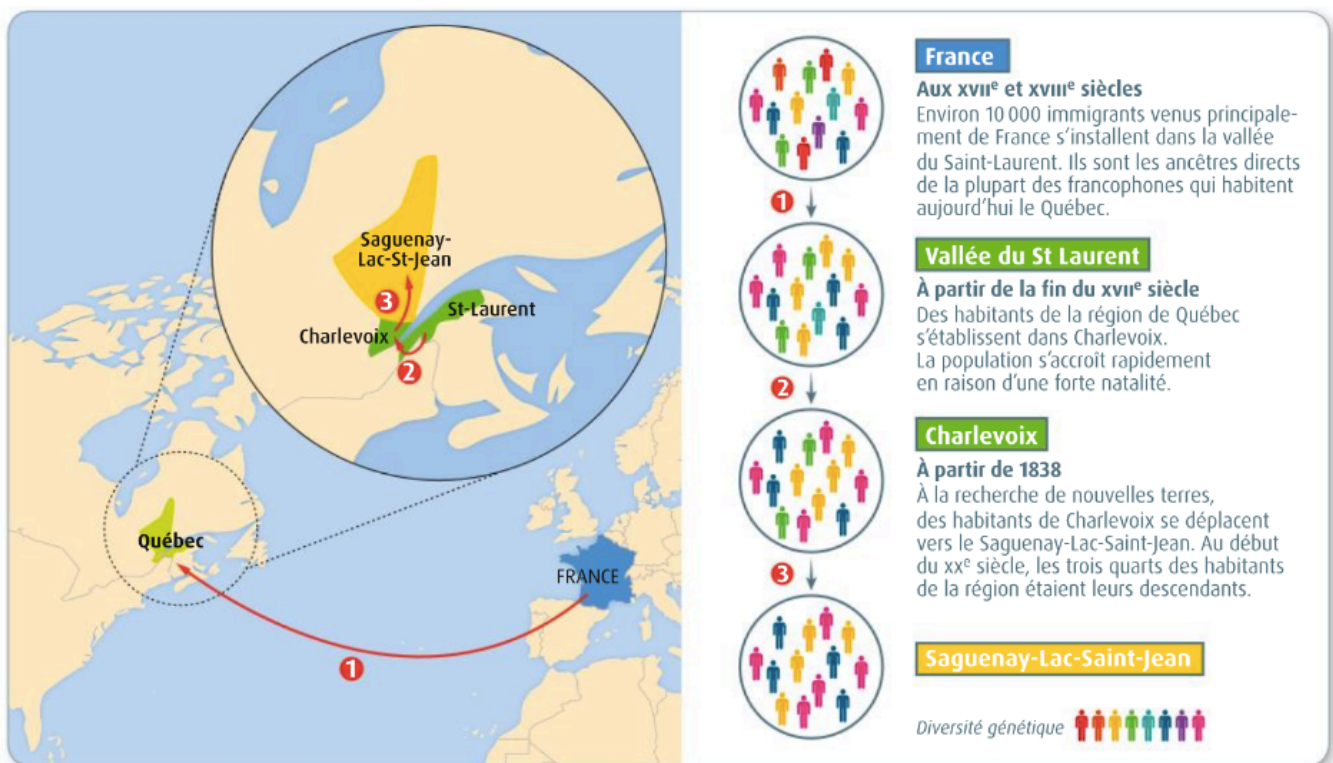 Saguenay-
Lac-St-Jean
3
St-Laurent
Charlevoix
2
Québec
FRANCE
1
France
Aux XVIIe et XVIIIe siècles
Environ 10 000 immigrants venus principale-
ment de France s’installent dans la vallée
du Saint-Laurent. Ils sont les ancêtres directs
de la plupart des francophones qui habitent
aujourd’hui le Québec.
1
Vallée du St Laurent
À partir de la fin du XVIIe siècle
Des habitants de la région de Québec
s’établissent dans Charlevoix.
La population s’accroît rapidement
en raison d’une forte natalité.
2
Charlevoix
À partir de 1838
À la recherche de nouvelles terres,
des habitants de Charlevoix se déplacent
vers le Saguenay-Lac-Saint-Jean. Au début
du XXe siècle, les trois quarts des habitants
de la région étaient leurs descendants.
3
Saguenay-Lac-Saint-Jean
Diversité génétique